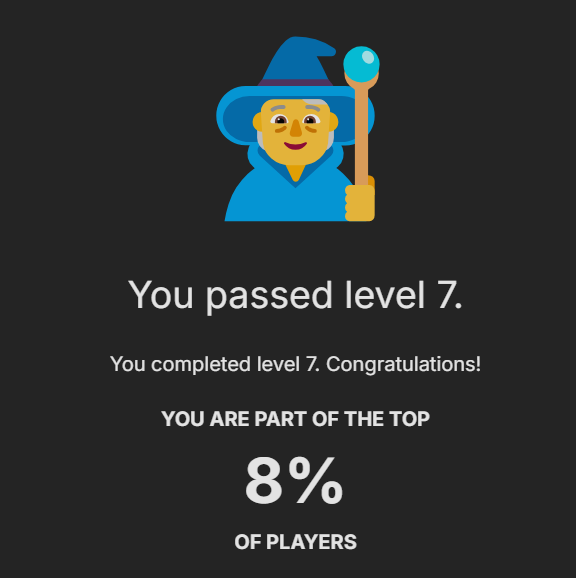 You passed level 7.
You completed level 7. Congratulations!
YOU ARE PART OF THE TOP
8%
OF PLAYERS